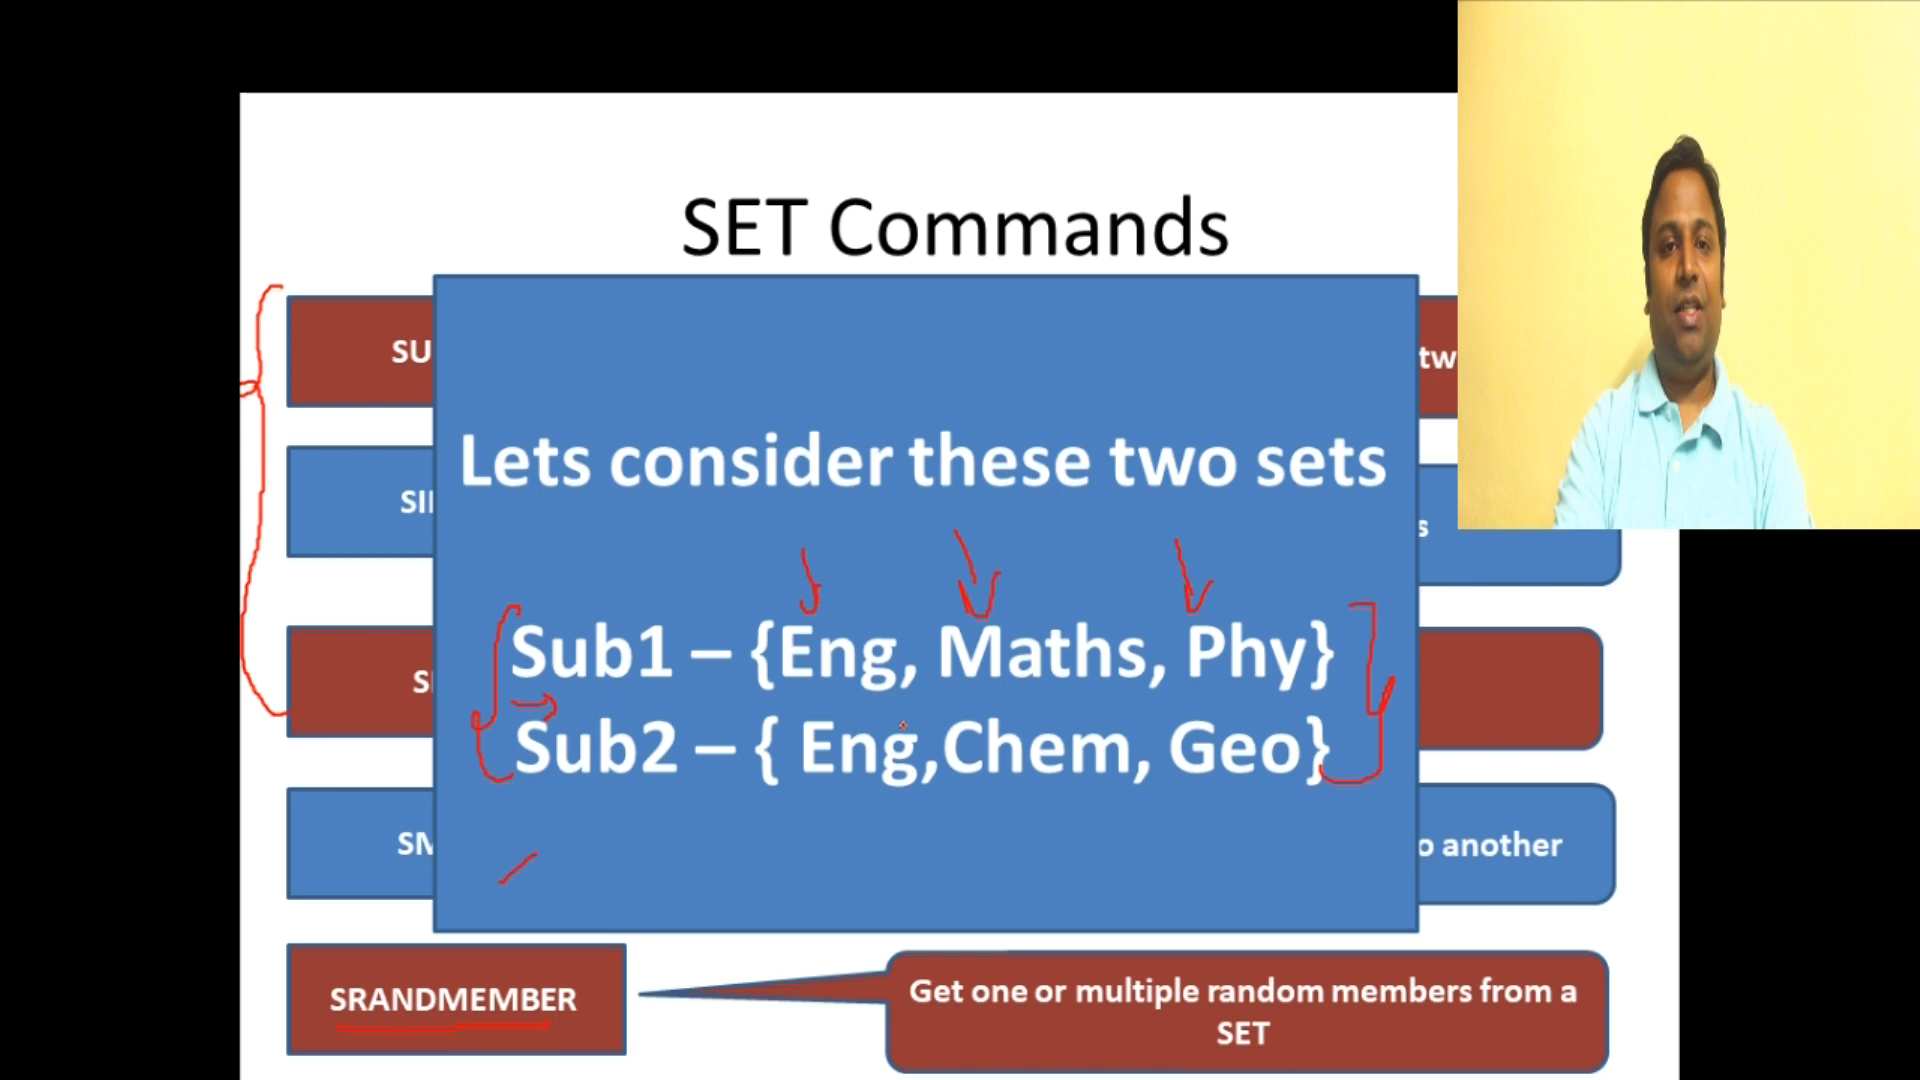 SET Commands
SU
tw
Lets consider these two sets
SI
s
Sub1 – {Eng, Maths, Phy}
S
Sub2 – { Eng,Chem, Geo}
o another
SRANDMEMBER
Get one or multiple random members from a
SET